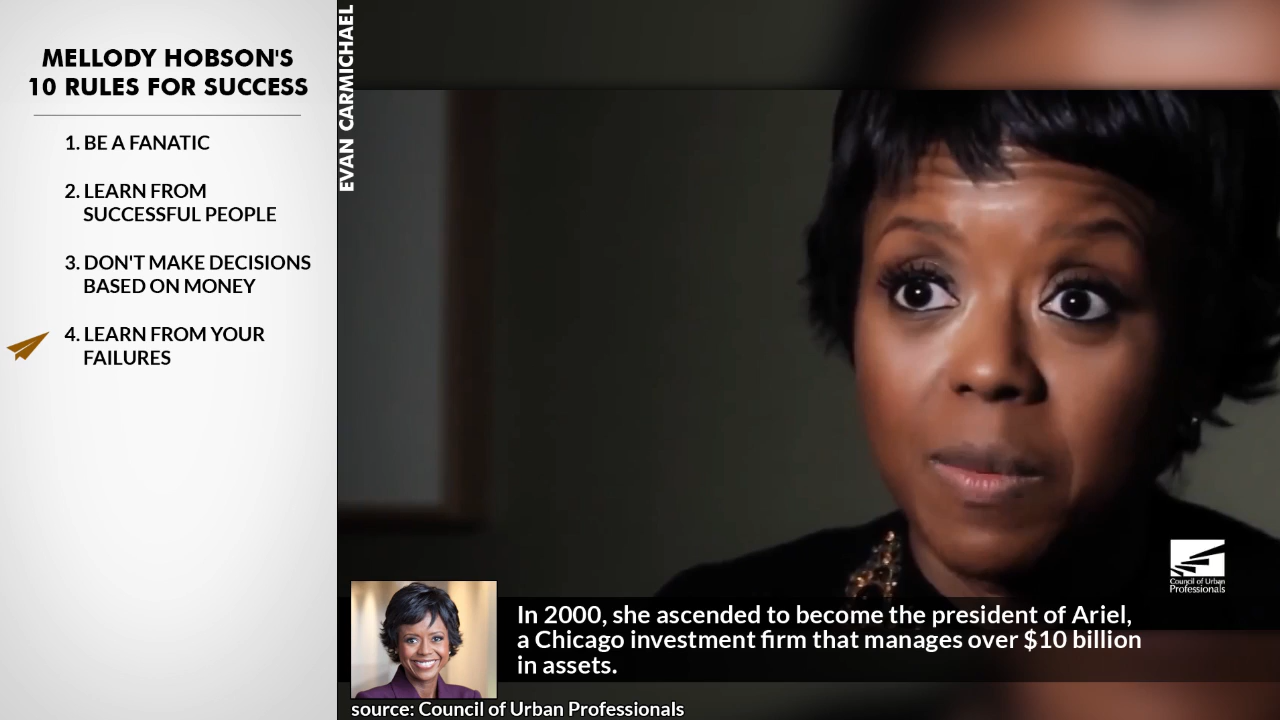 MELLODY HOBSON'S
10 RULES FOR SUCCESS
1. BE A FANATIC
2. LEARN FROM
SUCCESSFUL PEOPLE
3. DON'T MAKE DECISIONS
BASED ON MONEY
4. LEARN FROM YOUR
FAILURES
EVAN CARMICHAEL
Council of Urban
Professionals
In 2000, she ascended to become the president of Ariel,
a Chicago investment firm that manages over $10 billion
in assets.
source: Council of Urban Professionals